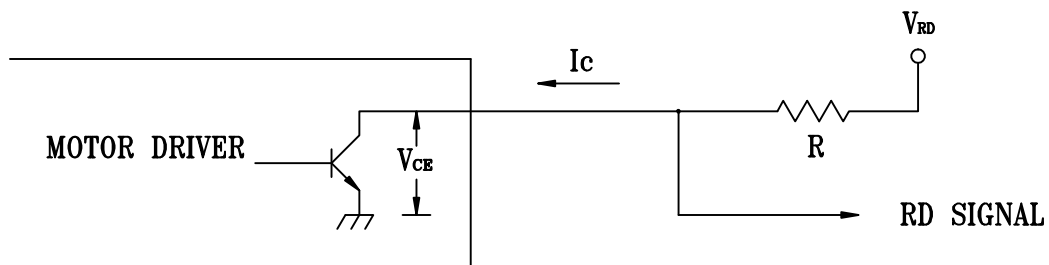 V_RD
Ic
MOTOR DRIVER
V_CE
R
RD SIGNAL